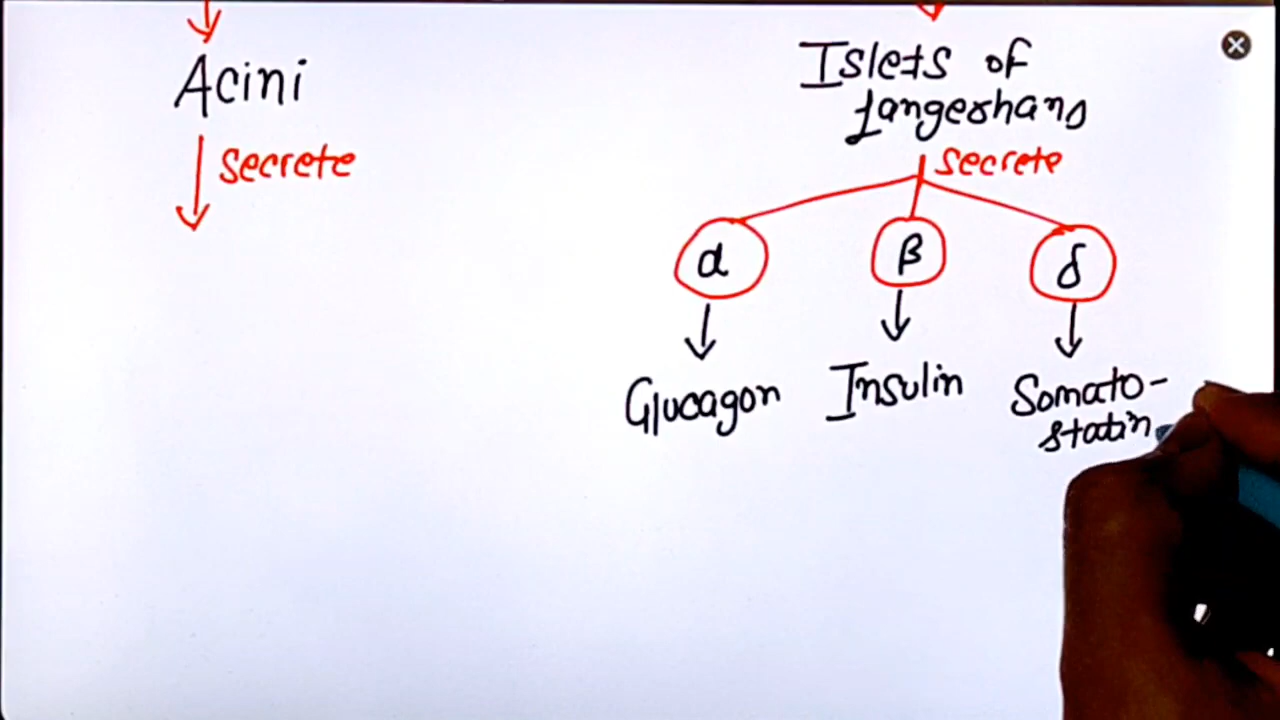 Acini
secrete
Islets of
Langerhans
secrete
α β δ
Glucagon Insulin Somato-
statin